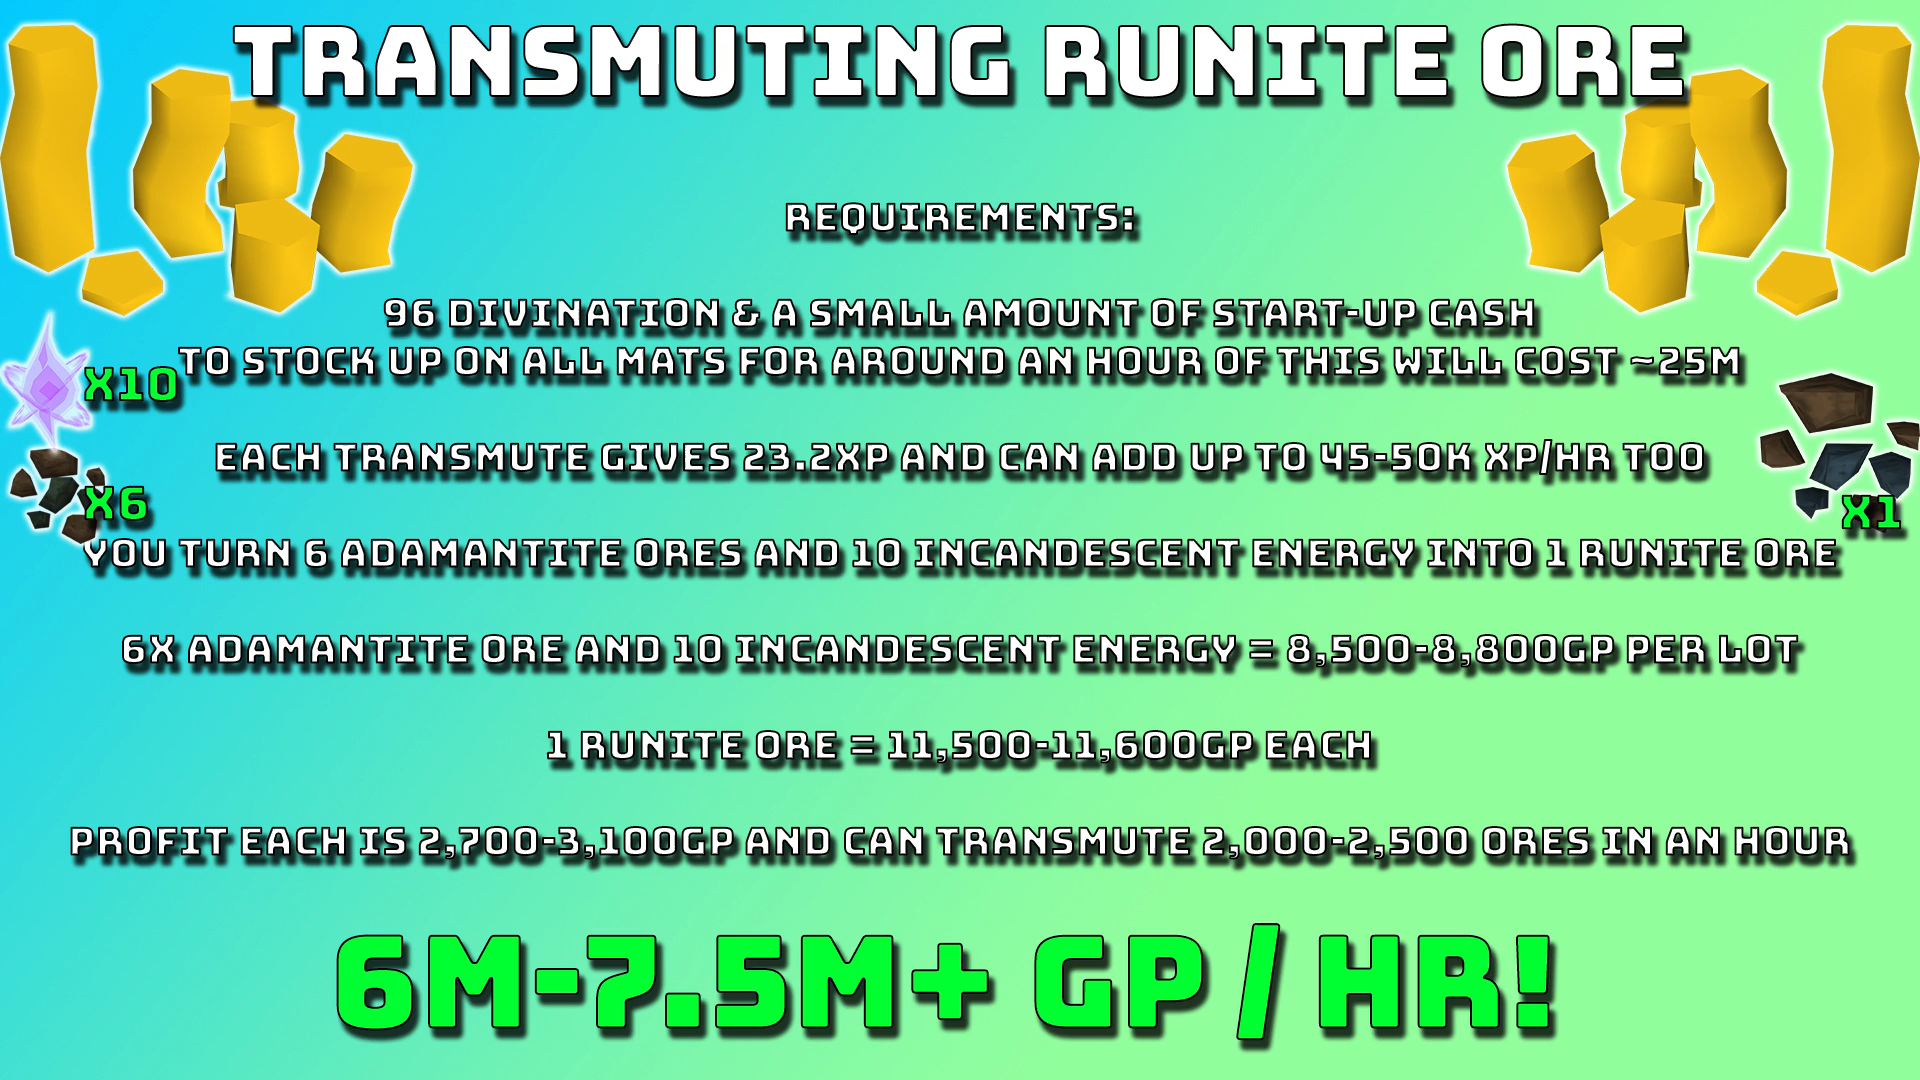 TRANSMUTING RUNITE ORE
REQUIREMENTS:
96 DIVINATION & A SMALL AMOUNT OF START-UP CASH
TO STOCK UP ON ALL MATS FOR AROUND AN HOUR OF THIS WILL COST ~25M
X10
EACH TRANSMUTE GIVES 23.2XP AND CAN ADD UP TO 45-50K XP/HR TOO
X6
X1
YOU TURN 6 ADAMANTITE ORES AND 10 INCANDESCENT ENERGY INTO 1 RUNITE ORE
6X ADAMANTITE ORE AND 10 INCANDESCENT ENERGY = 8,500-8,800GP PER LOT
1 RUNITE ORE = 11,500-11,600GP EACH
PROFIT EACH IS 2,700-3,100GP AND CAN TRANSMUTE 2,000-2,500 ORES IN AN HOUR
6M-7.5M+ GP / HR!